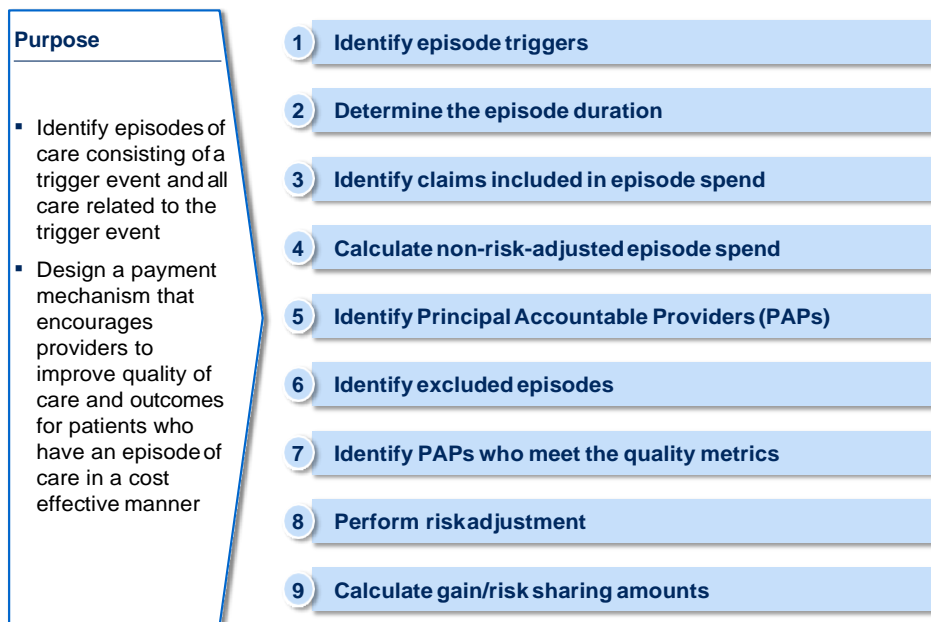 Purpose
▪ Identify episodes of
care consisting of a
trigger event and all
care related to the
trigger event
▪ Design a payment
mechanism that
encourages
providers to
improve quality of
care and outcomes
for patients who
have an episode of
care in a cost
effective manner
1 Identify episode triggers
2 Determine the episode duration
3 Identify claims included in episode spend
4 Calculate non-risk-adjusted episode spend
5 Identify Principal Accountable Providers (PAPs)
6 Identify excluded episodes
7 Identify PAPs who meet the quality metrics
8 Perform risk adjustment
9 Calculate gain/risk sharing amounts